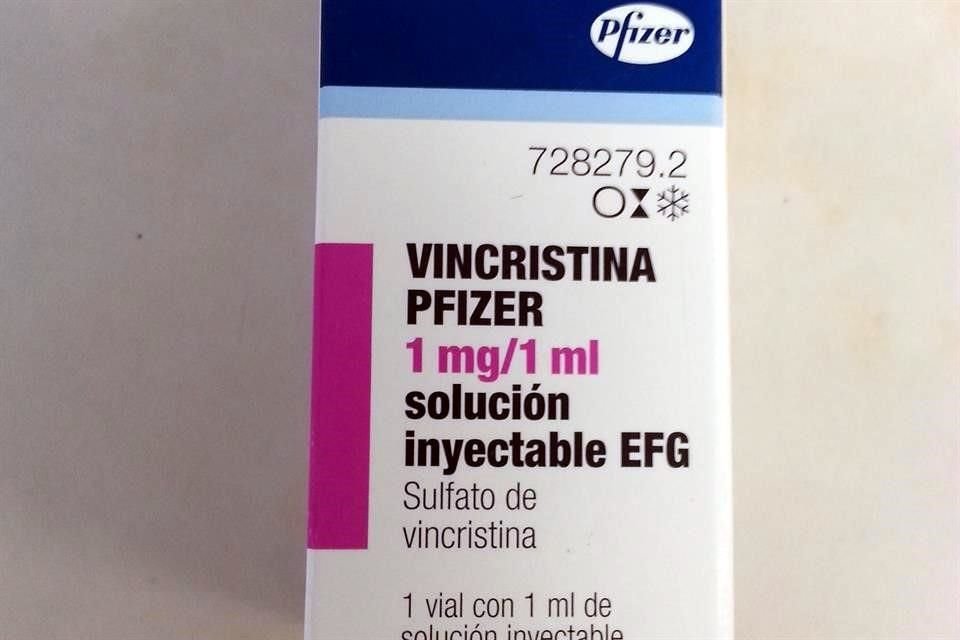 Pfizer
728279.2
VINCRISTINA
PFIZER
1 mg/1 ml
solución
inyectable EFG
Sulfato de
vincristina
1 vial con 1 ml de
solución inyectable